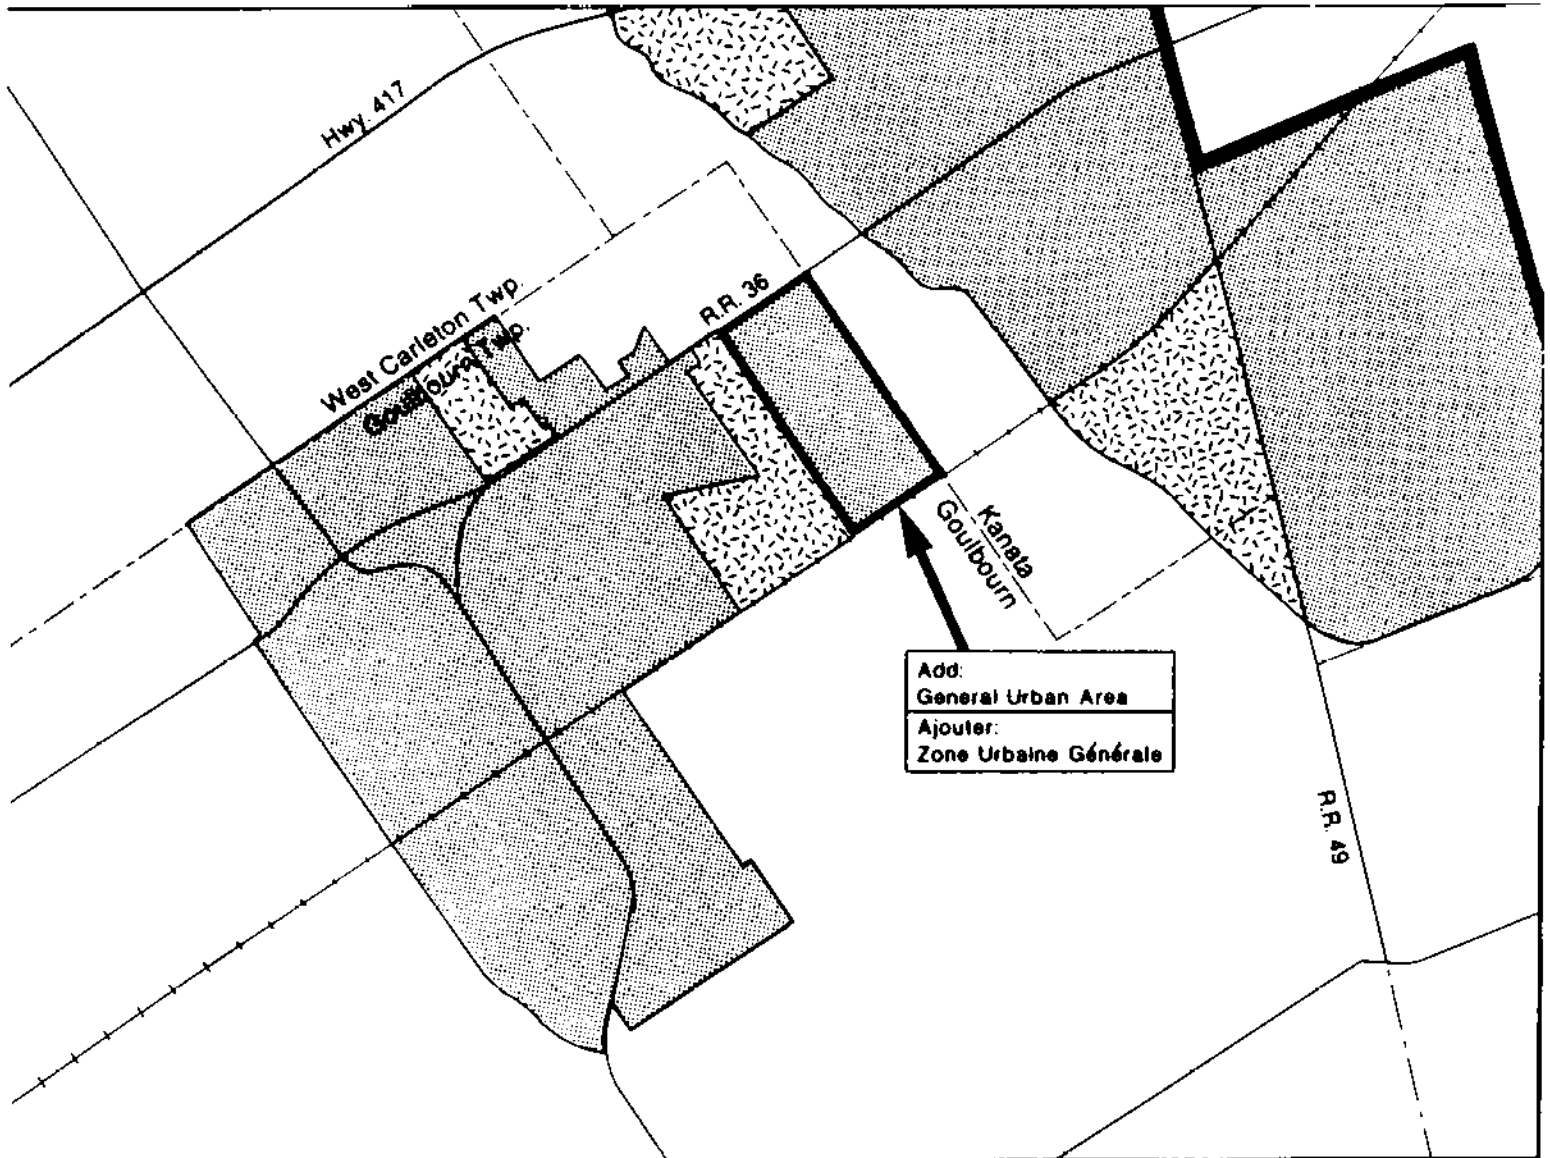 Hwy. 417
West Carleton Twp.
Goulbourn Twp.
R.R. 36
Kanata
Goulbourn
Add:
General Urban Area
Ajouter:
Zone Urbaine Générale
R.R. 49